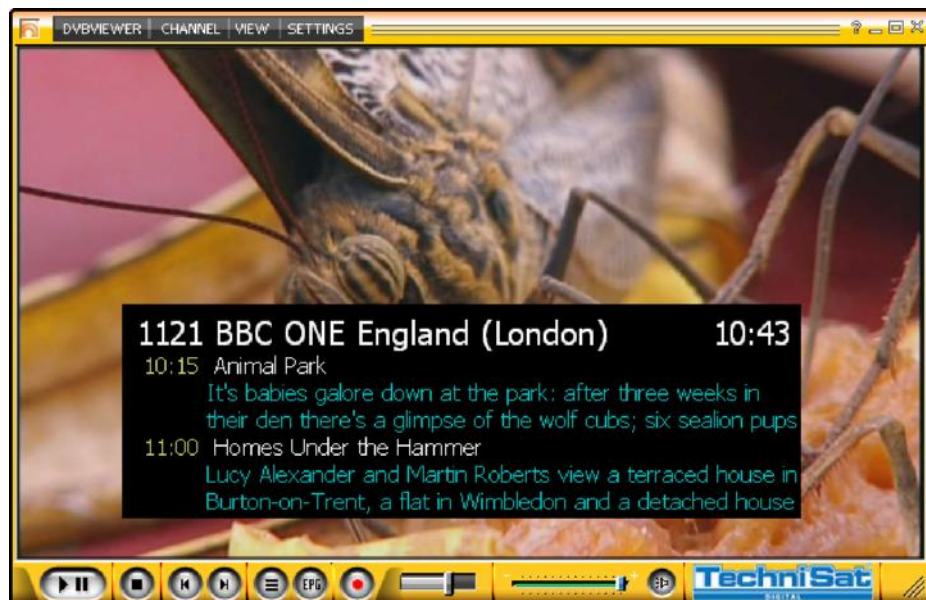 DVBVIEWER CHANNEL VIEW SETTINGS ?
1121 BBC ONE England (London) 10:43
10:15 Animal Park
It's babies galore down at the park: after three weeks in
their den there's a glimpse of the wolf cubs; six sealion pups
11:00 Homes Under the Hammer
Lucy Alexander and Martin Roberts view a terraced house in
Burton-on-Trent, a flat in Wimbledon and a detached house
EPG - + TechniSat
DIGITAL